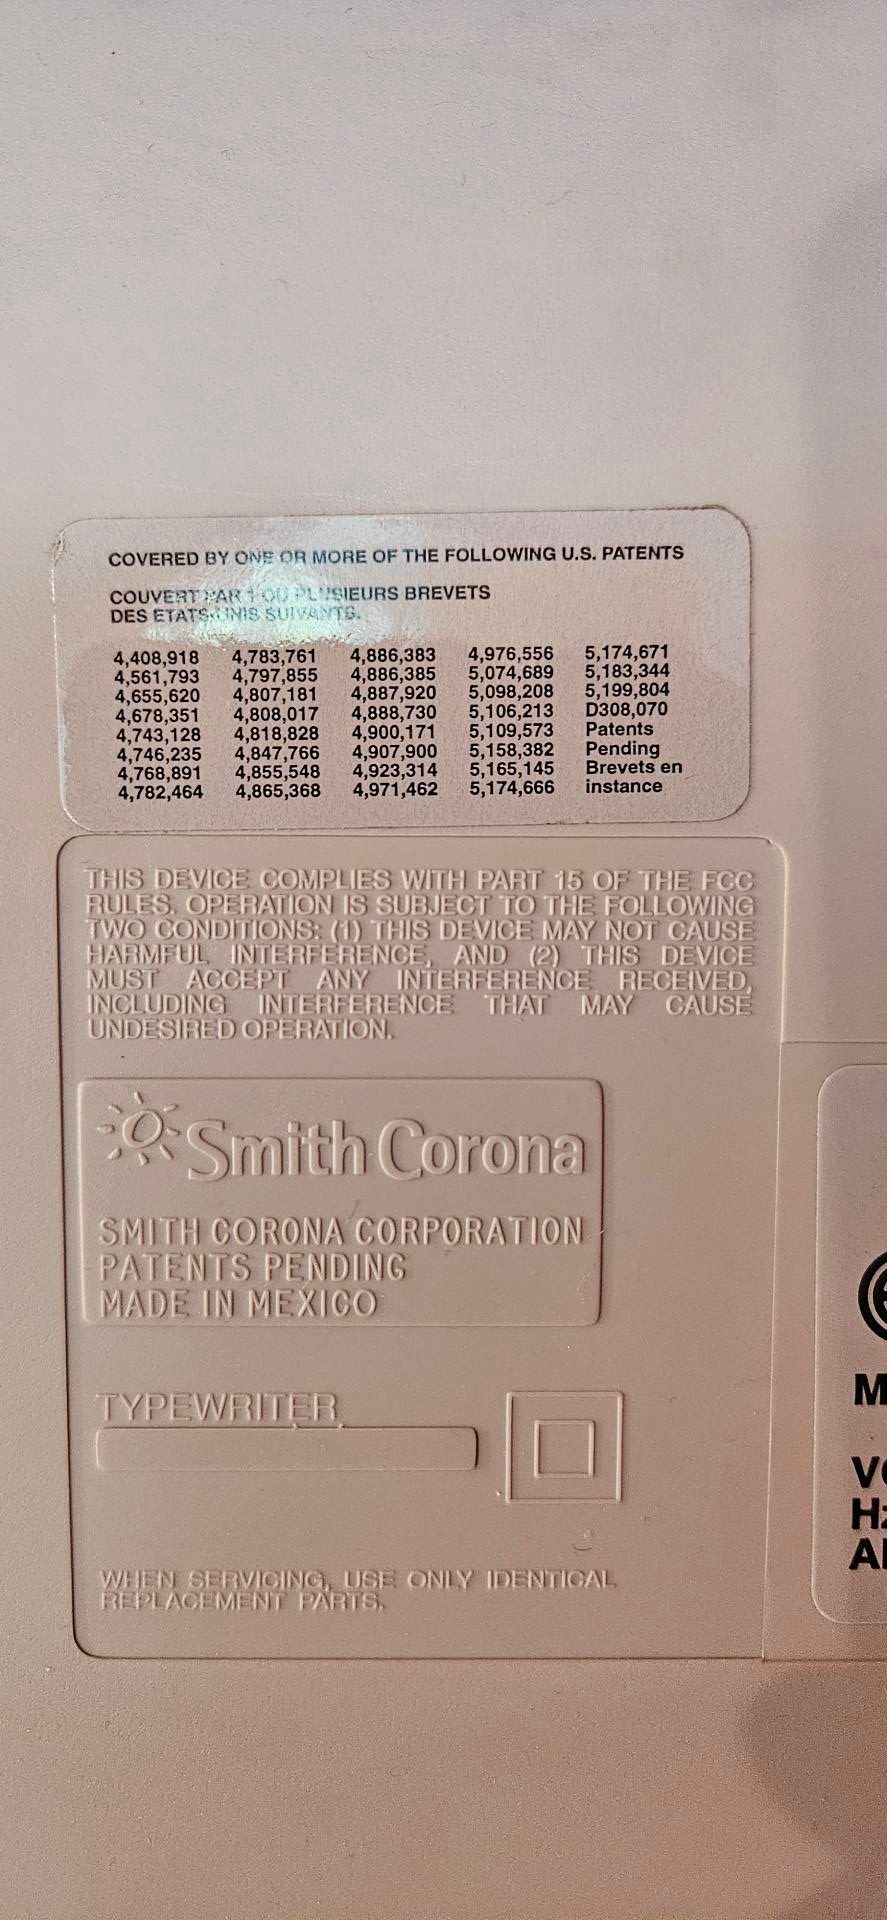 COVERED BY ONE OR MORE OF THE FOLLOWING U.S. PATENTS
COUVERT PAR 1 OU PLUSIEURS BREVETS
DES ETATS-UNIS SUIVANTS.
4,408,918 4,783,761 4,886,383 4,976,556 5,174,671
4,561,793 4,797,855 4,886,385 5,074,689 5,183,344
4,655,620 4,807,181 4,887,920 5,098,208 5,199,804
4,678,351 4,808,017 4,888,730 5,106,213 D308,070
4,743,128 4,818,828 4,900,171 5,109,573 Patents
4,746,235 4,847,766 4,907,900 5,158,382 Pending
4,768,891 4,855,548 4,923,314 5,165,145 Brevets en
4,782,464 4,865,368 4,971,462 5,174,666 instance
THIS DEVICE COMPLIES WITH PART 15 OF THE FCC
RULES. OPERATION IS SUBJECT TO THE FOLLOWING
TWO CONDITIONS: (1) THIS DEVICE MAY NOT CAUSE
HARMFUL INTERFERENCE, AND (2) THIS DEVICE
MUST ACCEPT ANY INTERFERENCE RECEIVED,
INCLUDING INTERFERENCE THAT MAY CAUSE
UNDESIRED OPERATION.
Smith Corona
SMITH CORONA CORPORATION
PATENTS PENDING
MADE IN MEXICO
TYPEWRITER
WHEN SERVICING, USE ONLY IDENTICAL
REPLACEMENT PARTS.